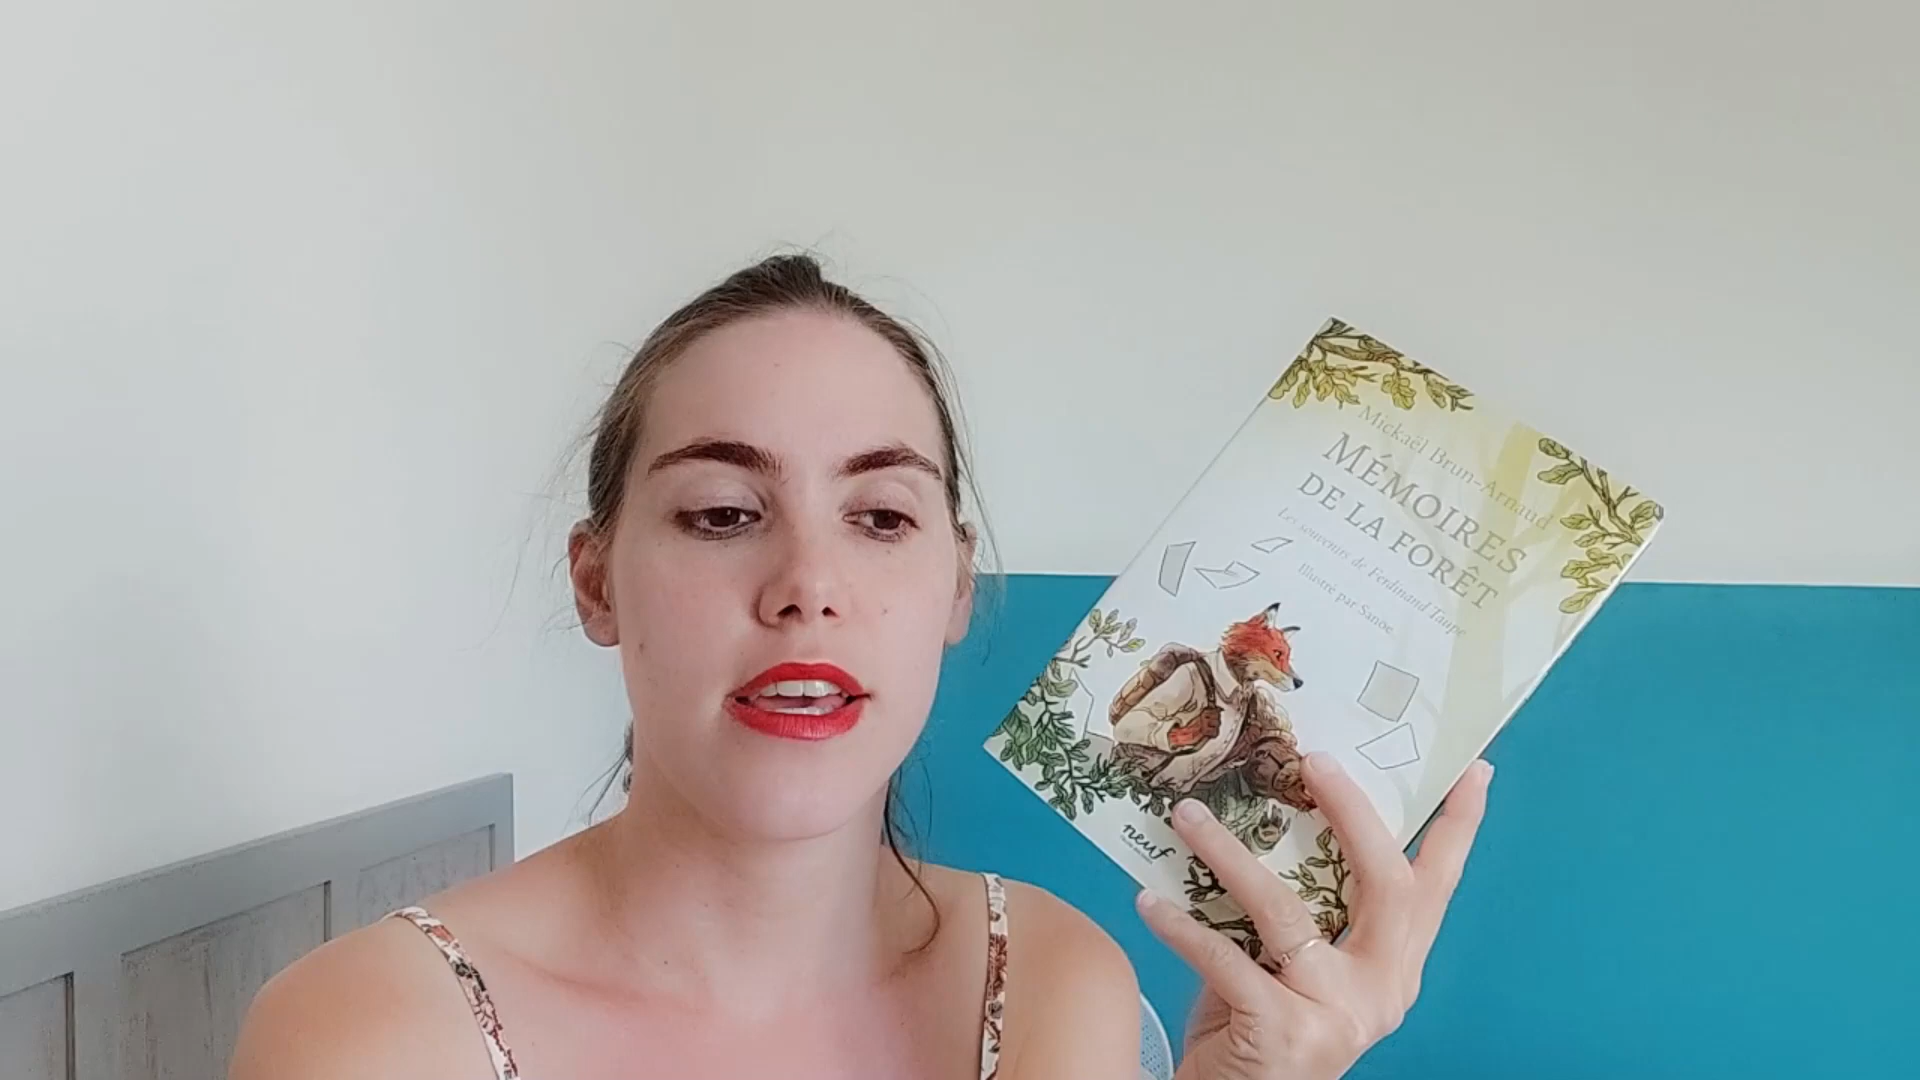 Mickaël Brun-Arnaud
MÉMOIRES
DE LA FORÊT
Les souvenirs de Ferdinand Taupe
Illustré par Sanoe
neuf